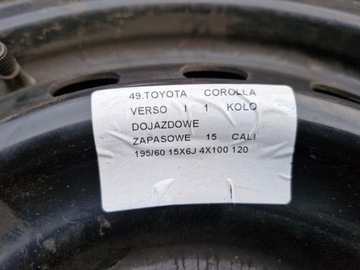 49.TOYOTA COROLLA
VERSO I 1 KOLO
DOJAZDOWE
ZAPASOWE 15 CALI
195/60 15X6J 4X100 120